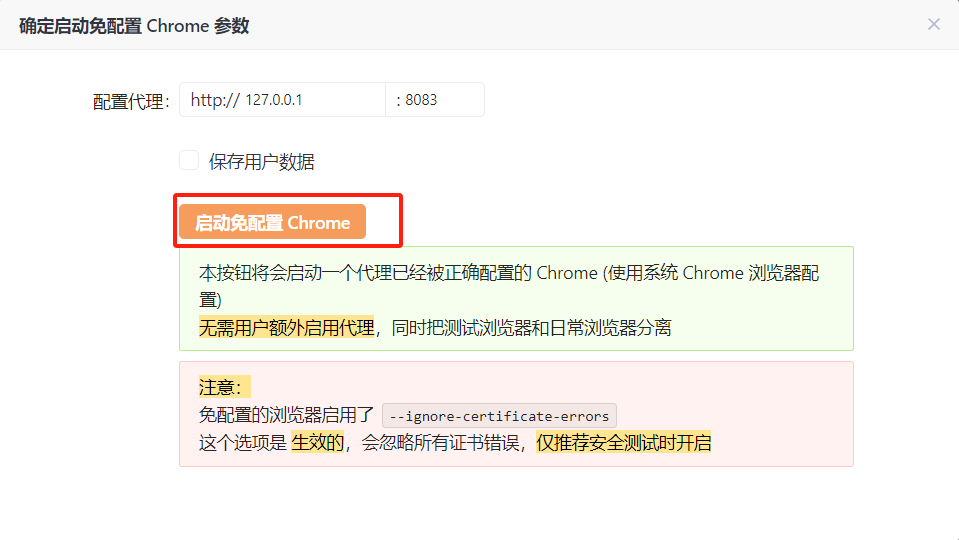 确定启动免配置 Chrome 参数
配置代理: http:// 127.0.0.1 : 8083
保存用户数据
启动免配置 Chrome
本按钮将会启动一个代理已经被正确配置的 Chrome (使用系统 Chrome 浏览器配
置)
无需用户额外启用代理，同时把测试浏览器和日常浏览器分离
注意：
免配置的浏览器启用了 --ignore-certificate-errors
这个选项是 生效的，会忽略所有证书错误，仅推荐安全测试时开启